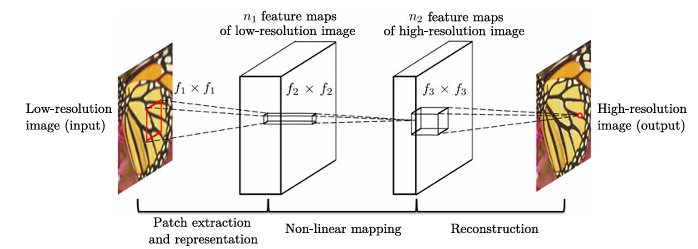 n₁ feature maps
of low-resolution image
n₂ feature maps
of high-resolution image
f₁ × f₁
f₂ × f₂
f₃ × f₃
Low-resolution
image (input)
High-resolution
image (output)
Patch extraction
and representation
Non-linear mapping
Reconstruction